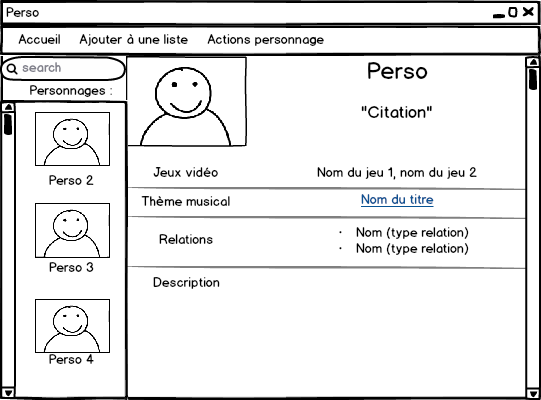 Perso
Accueil Ajouter à une liste Actions personnage
search
Personnages :
Perso 2
Perso 3
Perso 4
Perso
"Citation"
Jeux vidéo Nom du jeu 1, nom du jeu 2
Thème musical Nom du titre
Relations
· Nom (type relation)
· Nom (type relation)
Description